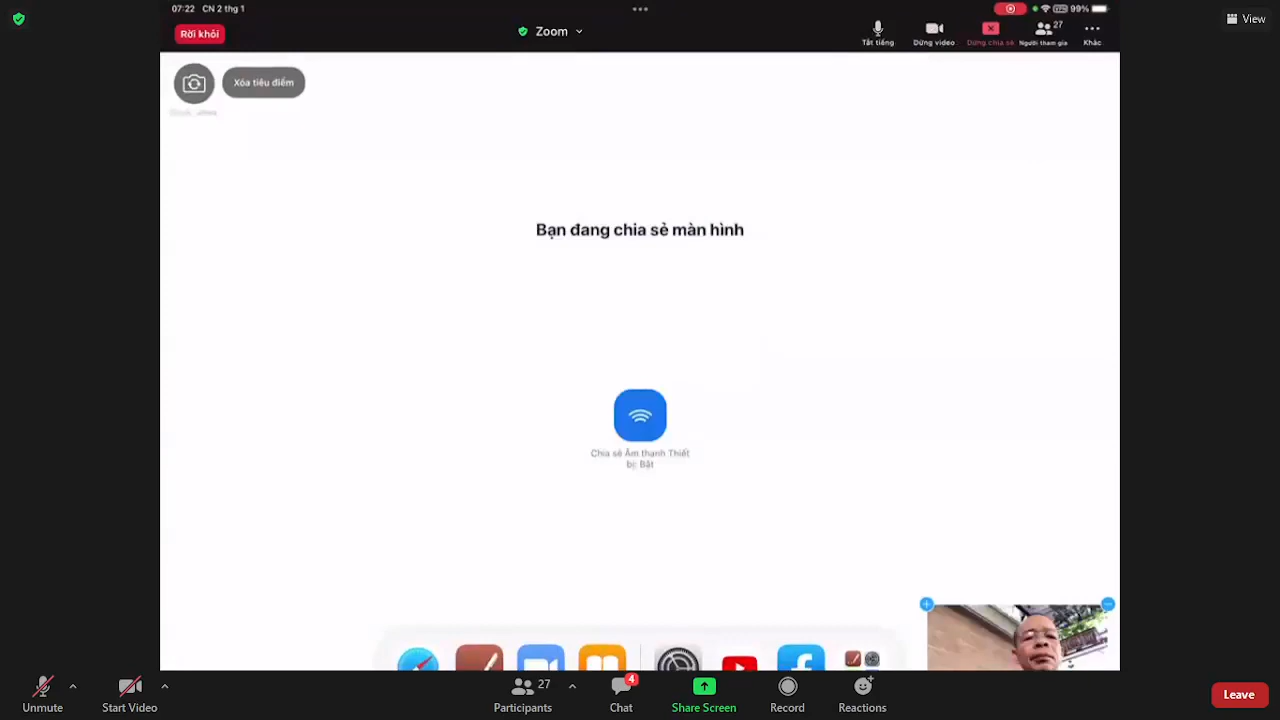 07:22 CN 2 thg 1
99%
View
Rời khỏi
Zoom
Tắt tiếng
Dừng video
Dừng chia sẻ
27
Người tham gia
Khác
Xóa tiêu điểm
Bạn đang chia sẻ màn hình
Chia sẻ Âm thanh Thiết
bị: Bật
Unmute
Start Video
27
Participants
4
Chat
Share Screen
Record
Reactions
Leave